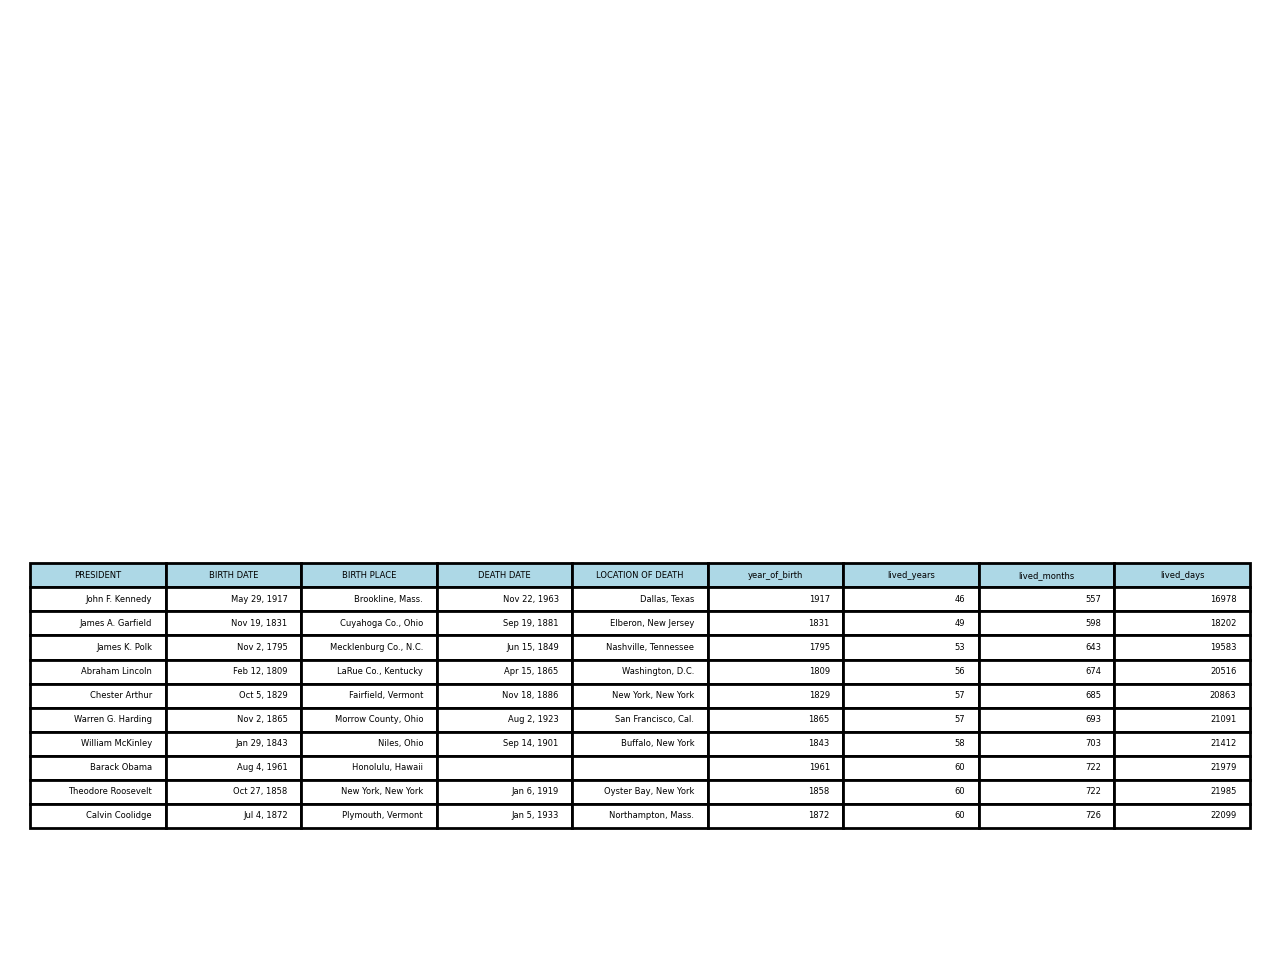 PRESIDENT BIRTH DATE BIRTH PLACE DEATH DATE LOCATION OF DEATH year_of_birth lived_years lived_months lived_days
John F. Kennedy May 29, 1917 Brookline, Mass. Nov 22, 1963 Dallas, Texas 1917 46 557 16978
James A. Garfield Nov 19, 1831 Cuyahoga Co., Ohio Sep 19, 1881 Elberon, New Jersey 1831 49 598 18202
James K. Polk Nov 2, 1795 Mecklenburg Co., N.C. Jun 15, 1849 Nashville, Tennessee 1795 53 643 19583
Abraham Lincoln Feb 12, 1809 LaRue Co., Kentucky Apr 15, 1865 Washington, D.C. 1809 56 674 20516
Chester Arthur Oct 5, 1829 Fairfield, Vermont Nov 18, 1886 New York, New York 1829 57 685 20863
Warren G. Harding Nov 2, 1865 Morrow County, Ohio Aug 2, 1923 San Francisco, Cal. 1865 57 693 21091
William McKinley Jan 29, 1843 Niles, Ohio Sep 14, 1901 Buffalo, New York 1843 58 703 21412
Barack Obama Aug 4, 1961 Honolulu, Hawaii 1961 60 722 21979
Theodore Roosevelt Oct 27, 1858 New York, New York Jan 6, 1919 Oyster Bay, New York 1858 60 722 21985
Calvin Coolidge Jul 4, 1872 Plymouth, Vermont Jan 5, 1933 Northampton, Mass. 1872 60 726 22099